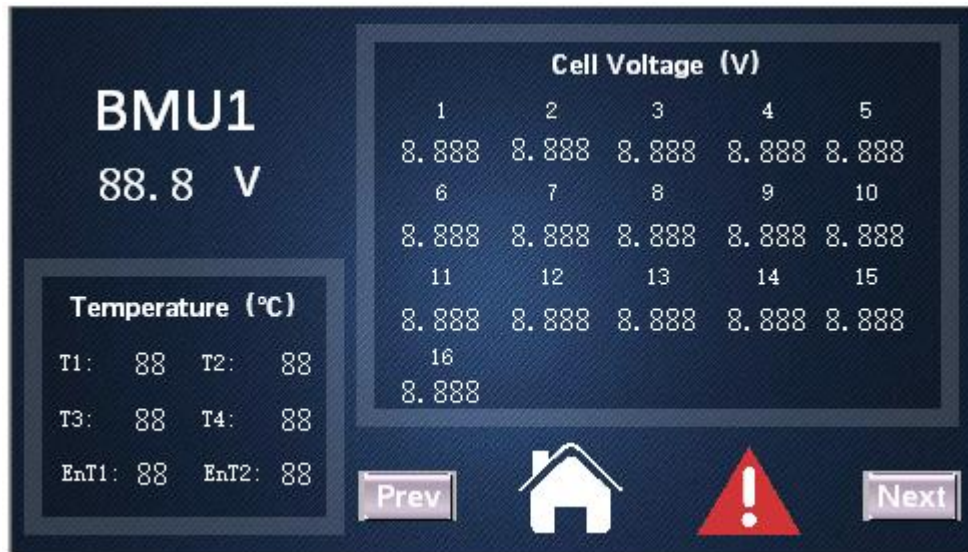 BMU1
88.8 V
Cell Voltage (V)
1 2 3 4 5
8.888 8.888 8.888 8.888 8.888
6 7 8 9 10
8.888 8.888 8.888 8.888 8.888
11 12 13 14 15
8.888 8.888 8.888 8.888 8.888
16
8.888
Temperature (℃)
T1: 88 T2: 88
T3: 88 T4: 88
EnT1: 88 EnT2: 88
Prev
Next